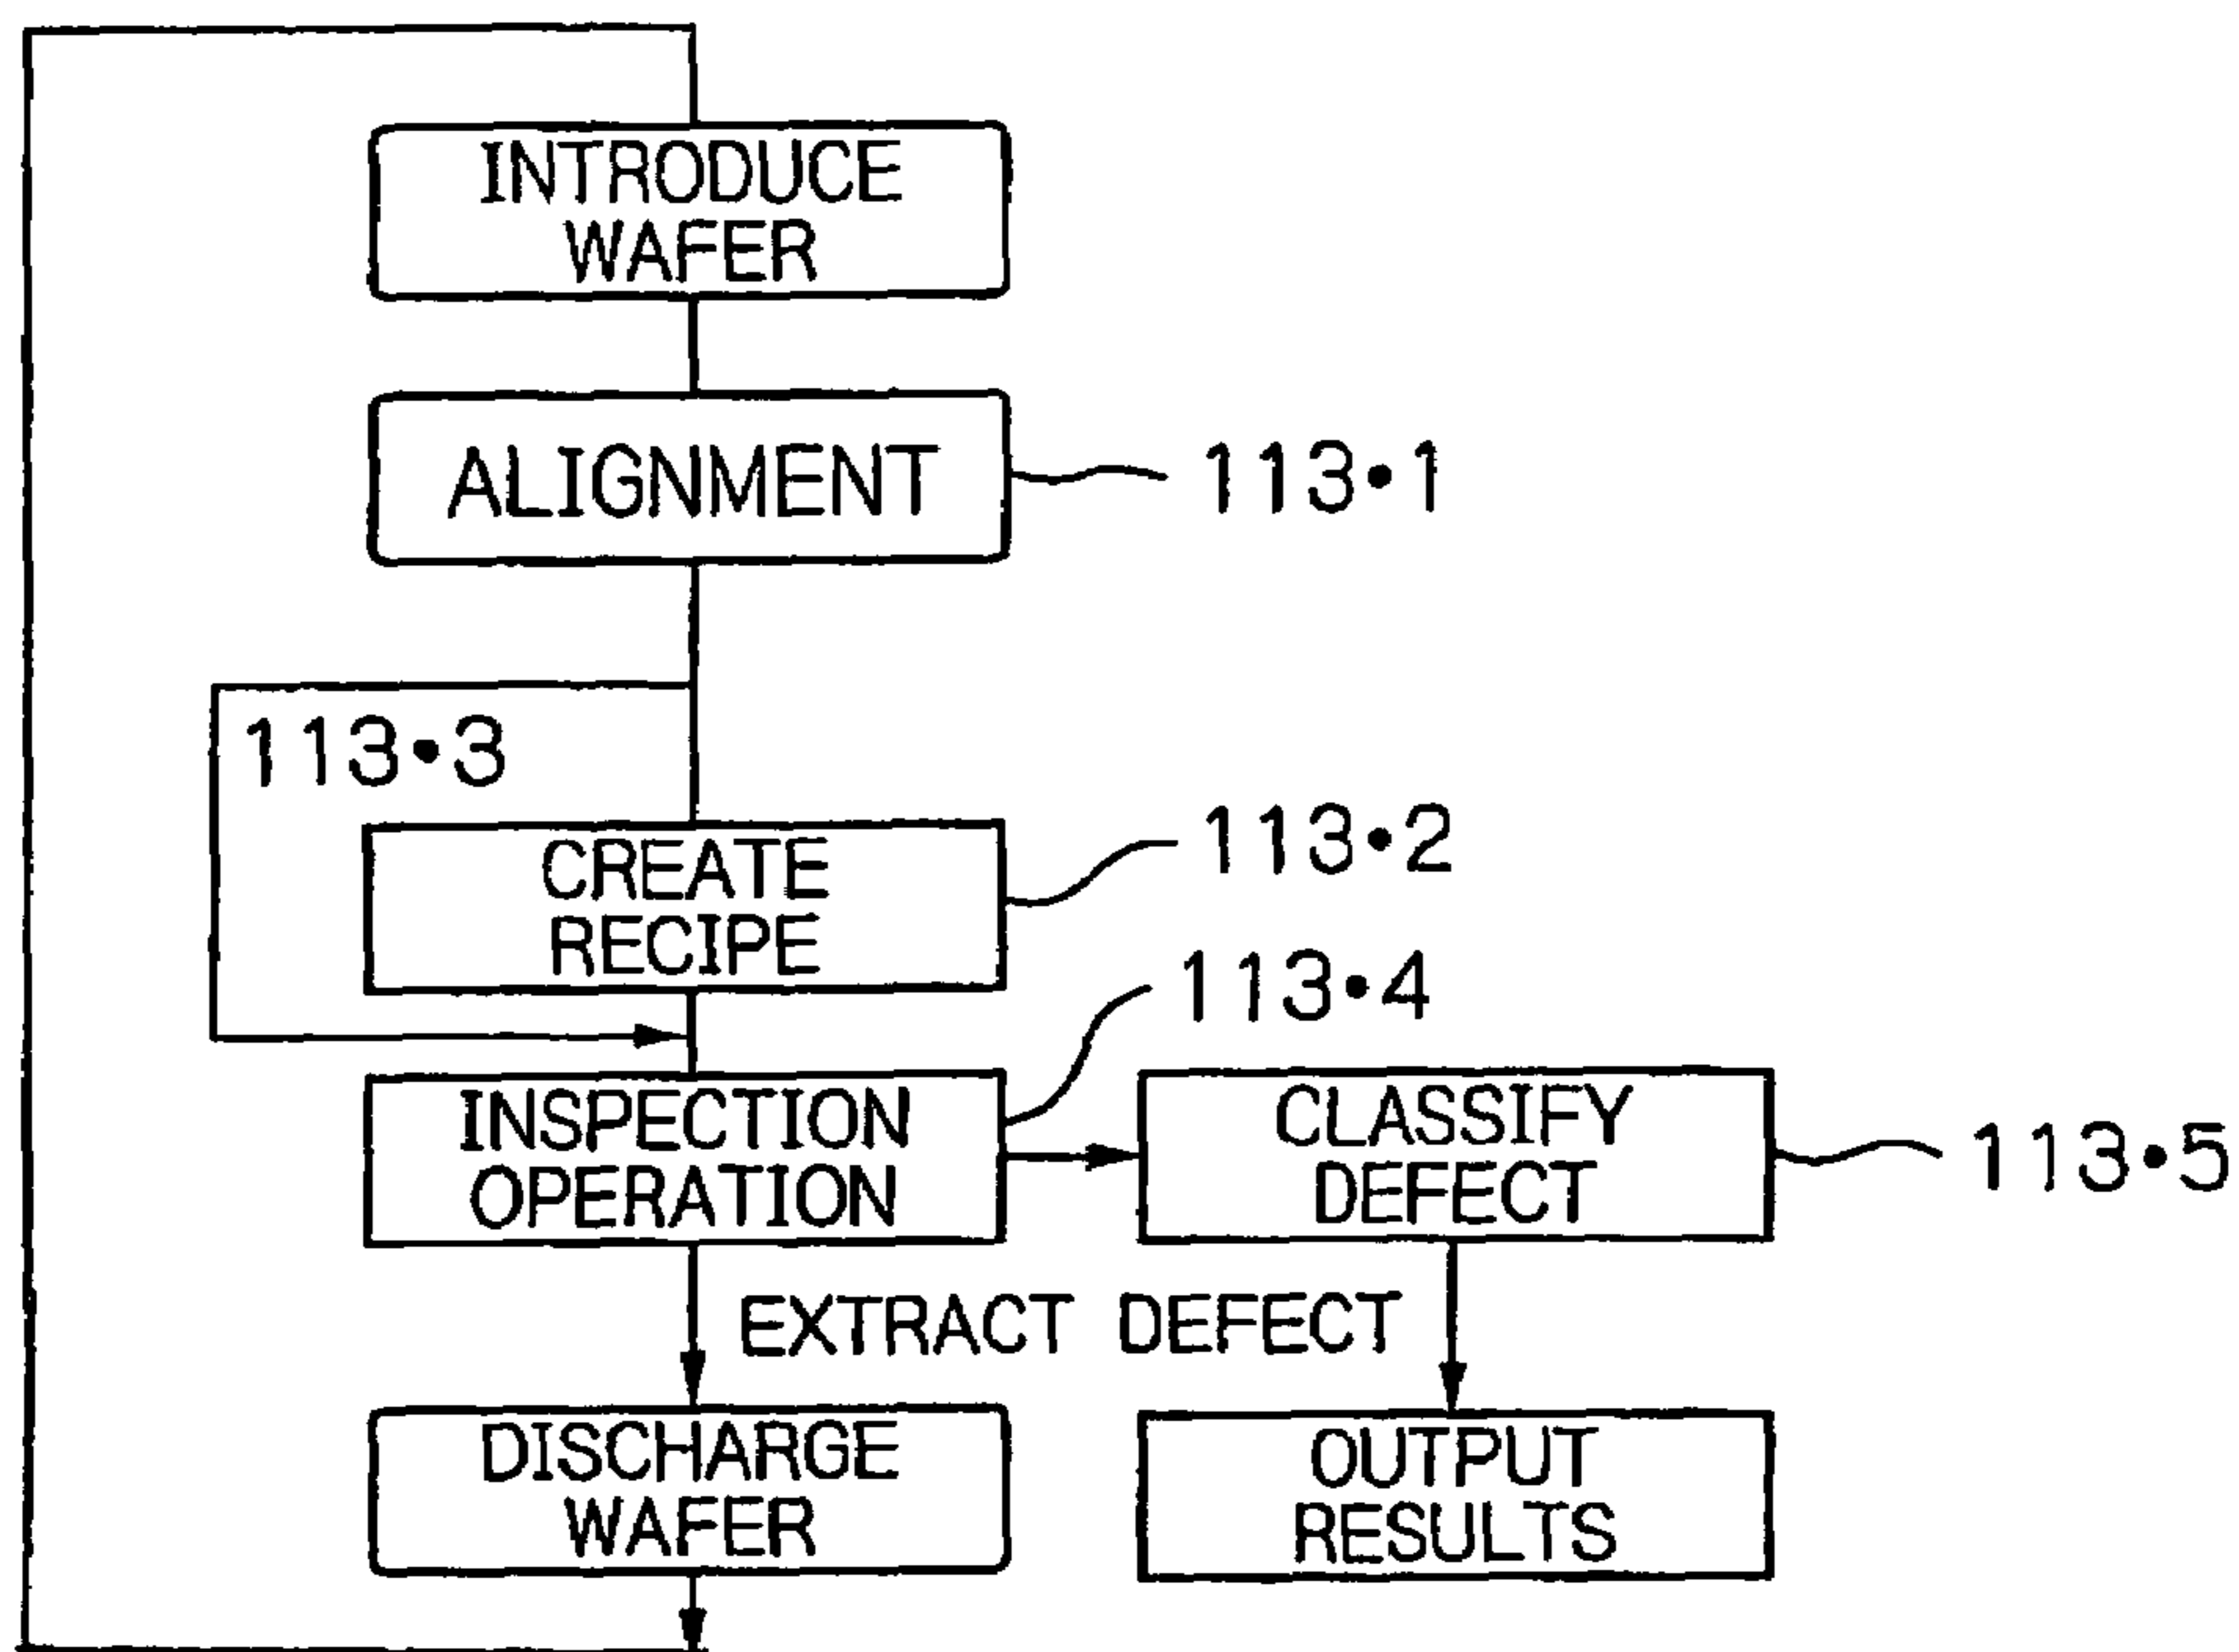 INTRODUCE
WAFER
ALIGNMENT
113•1
113•3
CREATE
RECIPE
113•2
113•4
INSPECTION
OPERATION
CLASSIFY
DEFECT
113•5
EXTRACT DEFECT
DISCHARGE
WAFER
OUTPUT
RESULTS